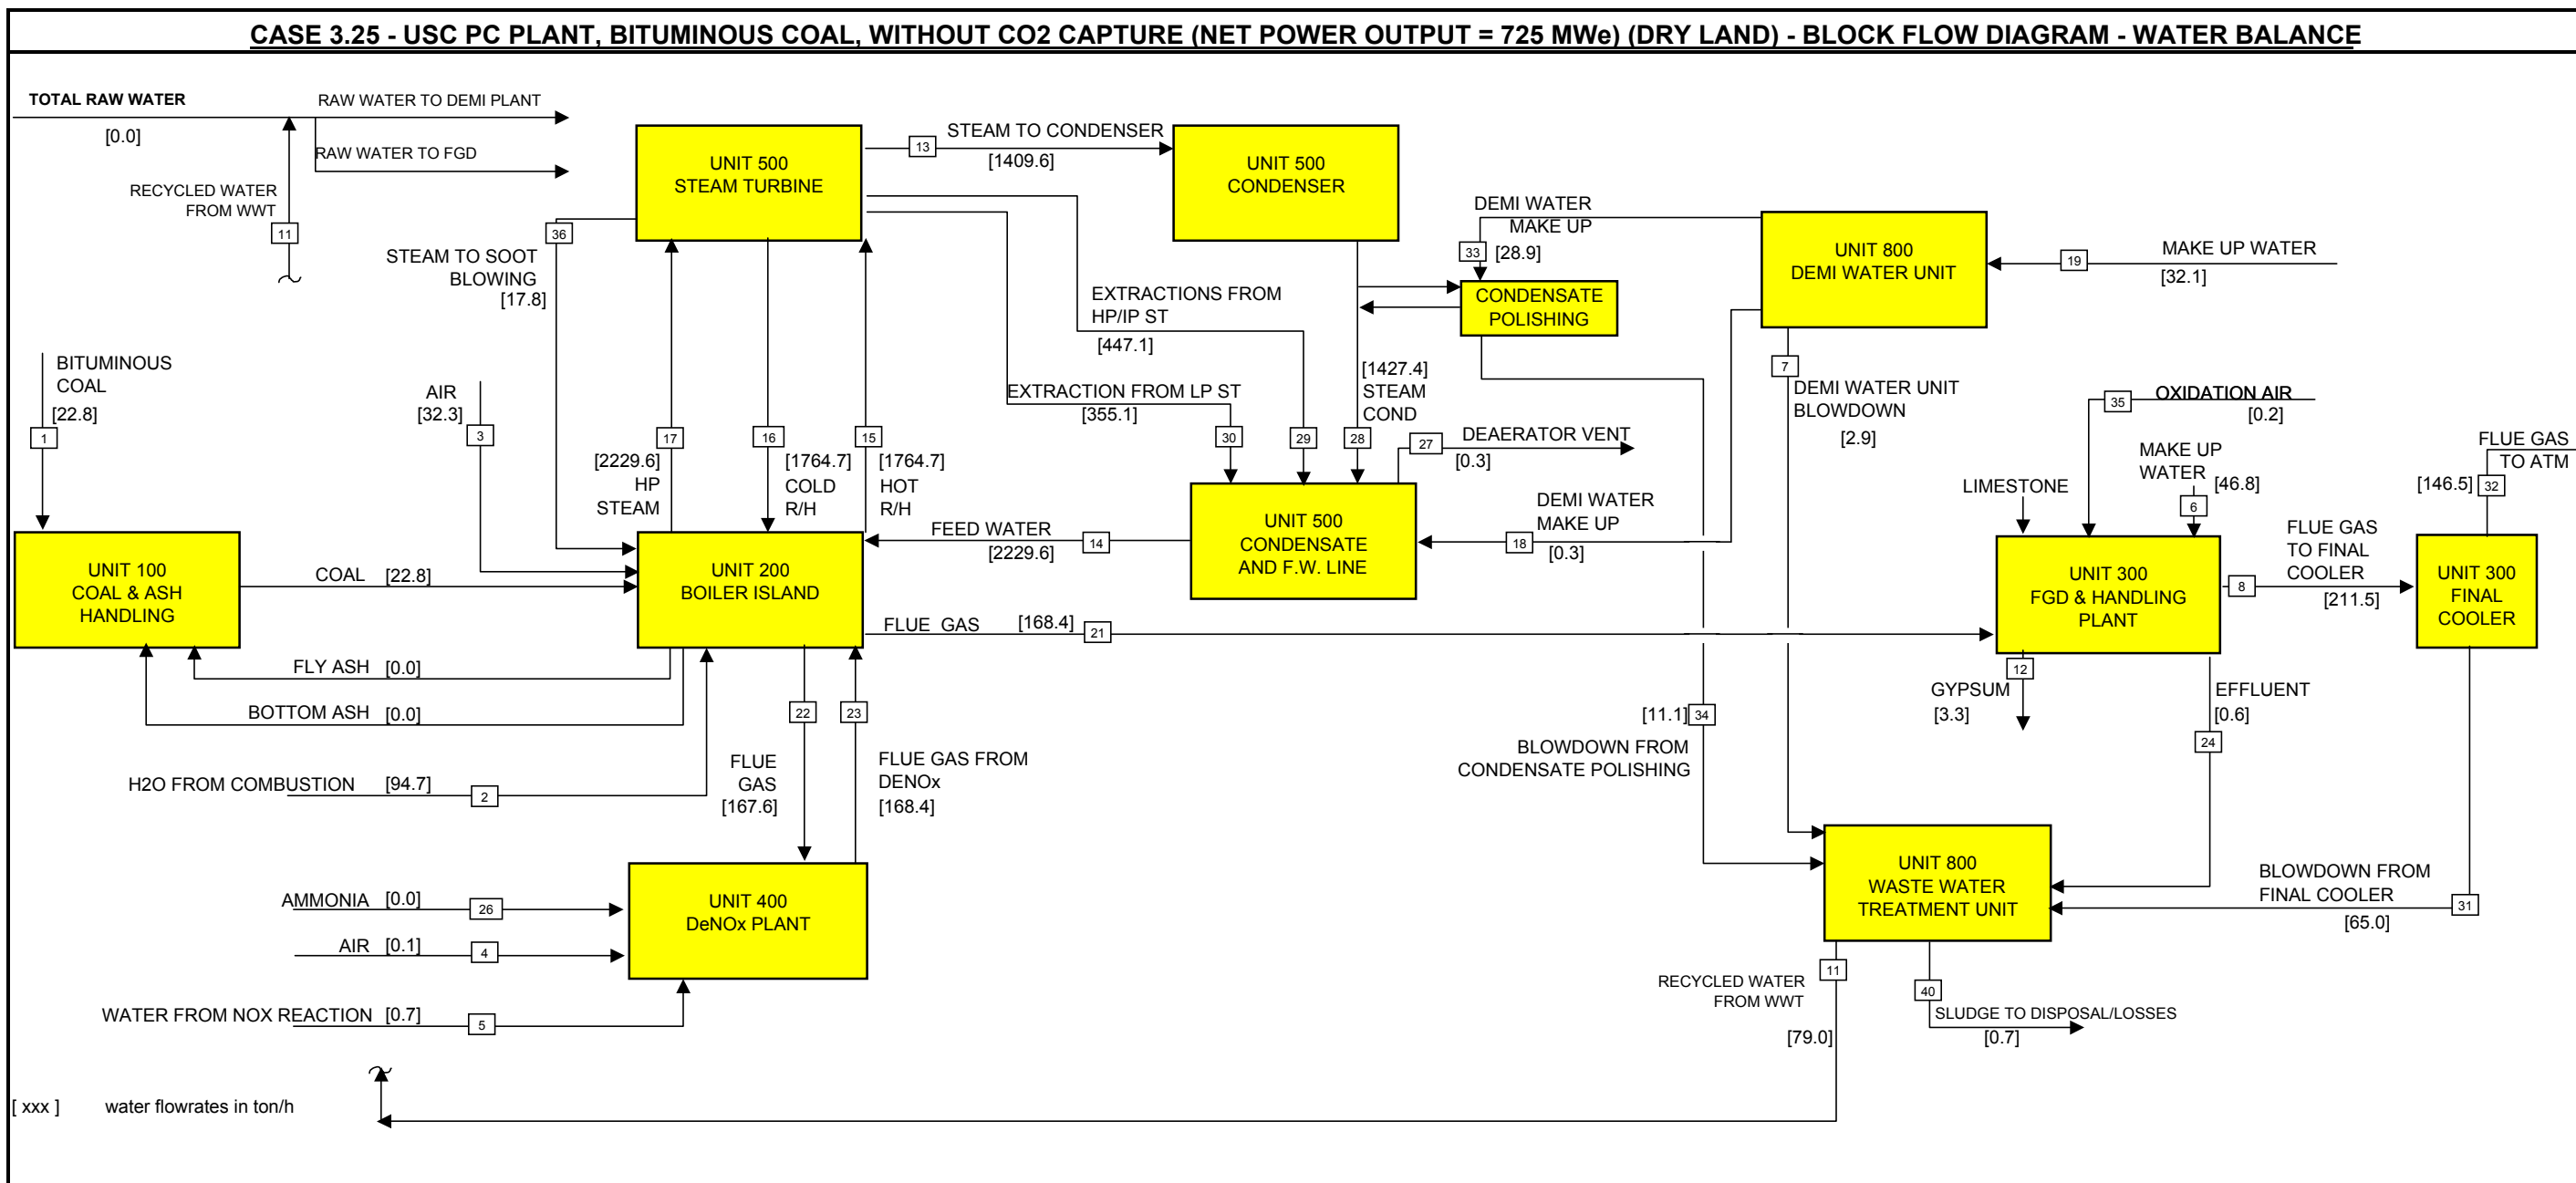 CASE 3.25 - USC PC PLANT, BITUMINOUS COAL, WITHOUT CO2 CAPTURE (NET POWER OUTPUT = 725 MWe) (DRY LAND) - BLOCK FLOW DIAGRAM - WATER BALANCE
TOTAL RAW WATER
[0.0]
RAW WATER TO DEMI PLANT
RAW WATER TO FGD
RECYCLED WATER
FROM WWT
11
UNIT 500
STEAM TURBINE
13
STEAM TO CONDENSER
[1409.6]
UNIT 500
CONDENSER
36
STEAM TO SOOT
BLOWING
[17.8]
DEMI WATER
MAKE UP
33
[28.9]
CONDENSATE
POLISHING
UNIT 800
DEMI WATER UNIT
19
MAKE UP WATER
[32.1]
EXTRACTIONS FROM
HP/IP ST
[447.1]
EXTRACTION FROM LP ST
[355.1]
30
29
28
[1427.4]
STEAM
COND
27
DEAERATOR VENT
[0.3]
7
DEMI WATER UNIT
BLOWDOWN
[2.9]
35
OXIDATION AIR
[0.2]
MAKE UP
WATER
[46.8]
6
LIMESTONE
FLUE GAS
TO ATM
[146.5]
32
BITUMINOUS
COAL
[22.8]
1
AIR
[32.3]
3
17
[2229.6]
HP
STEAM
16
[1764.7]
COLD
R/H
15
[1764.7]
HOT
R/H
UNIT 100
COAL & ASH
HANDLING
COAL [22.8]
UNIT 200
BOILER ISLAND
FEED WATER
[2229.6]
14
UNIT 500
CONDENSATE
AND F.W. LINE
DEMI WATER
MAKE UP
18
[0.3]
UNIT 300
FGD & HANDLING
PLANT
FLUE GAS
TO FINAL
COOLER
8
[211.5]
UNIT 300
FINAL
COOLER
FLUE GAS [168.4]
21
FLY ASH [0.0]
BOTTOM ASH [0.0]
22
23
12
GYPSUM
[3.3]
EFFLUENT
[0.6]
24
[11.1]
34
BLOWDOWN FROM
CONDENSATE POLISHING
H2O FROM COMBUSTION [94.7]
2
FLUE
GAS
[167.6]
FLUE GAS FROM
DENOx
[168.4]
AMMONIA [0.0]
26
AIR [0.1]
4
UNIT 400
DeNOx PLANT
WATER FROM NOX REACTION [0.7]
5
UNIT 800
WASTE WATER
TREATMENT UNIT
BLOWDOWN FROM
FINAL COOLER
31
[65.0]
RECYCLED WATER
FROM WWT
11
[79.0]
40
SLUDGE TO DISPOSAL/LOSSES
[0.7]
[ xxx ] water flowrates in ton/h